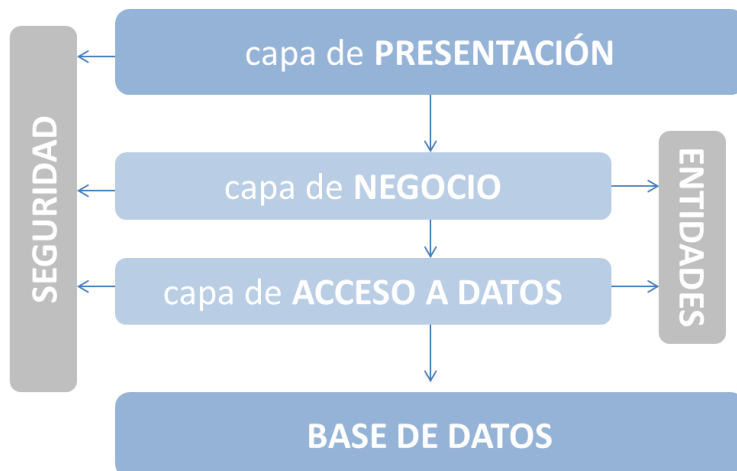 capa de PRESENTACIÓN
SEGURIDAD
capa de NEGOCIO
ENTIDADES
capa de ACCESO A DATOS
BASE DE DATOS